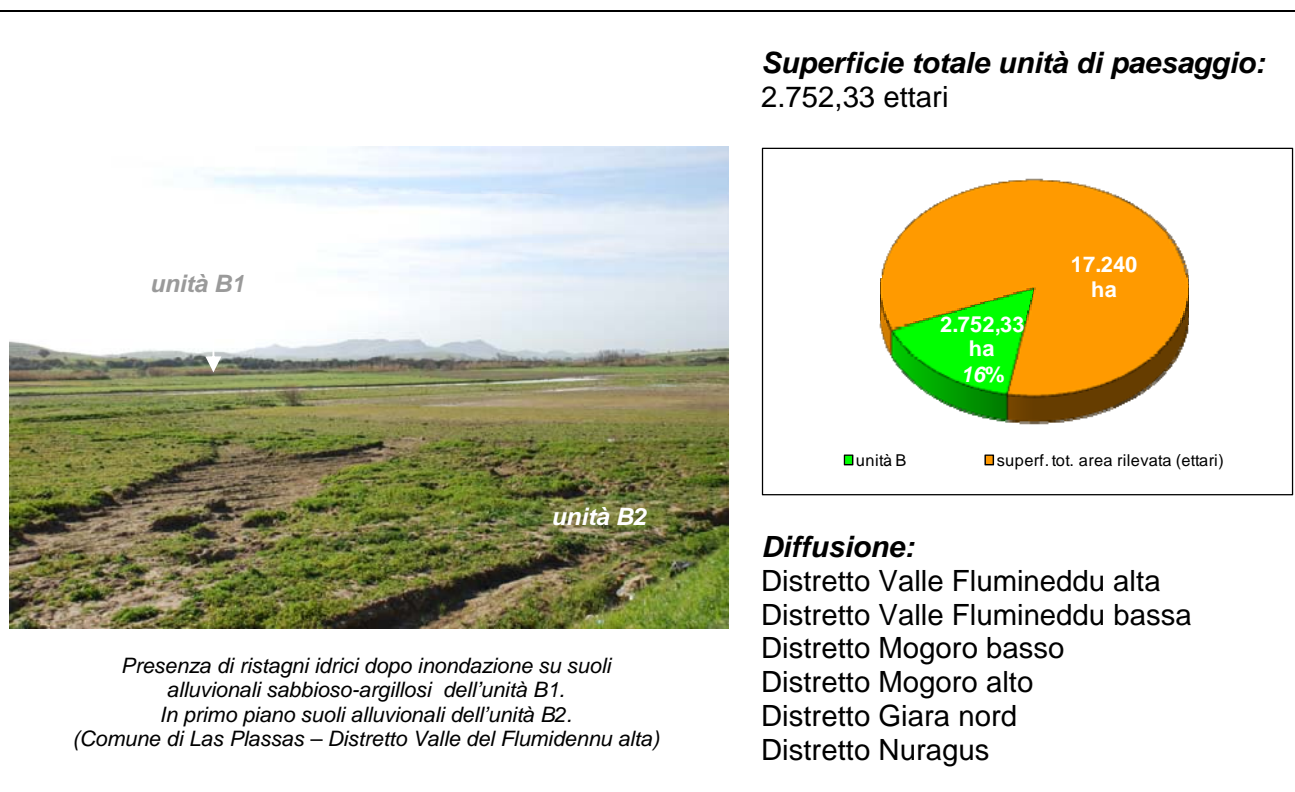 Superficie totale unità di paesaggio:
2.752,33 ettari
unità B1
unità B2
17.240
ha
2.752,33
ha
16%
unità B
superf. tot. area rilevata (ettari)
Presenza di ristagni idrici dopo inondazione su suoli
alluvionali sabbioso-argillosi dell'unità B1.
In primo piano suoli alluvionali dell'unità B2.
(Comune di Las Plassas – Distretto Valle del Flumidennu alta)
Diffusione:
Distretto Valle Flumineddu alta
Distretto Valle Flumineddu bassa
Distretto Mogoro basso
Distretto Mogoro alto
Distretto Giara nord
Distretto Nuragus